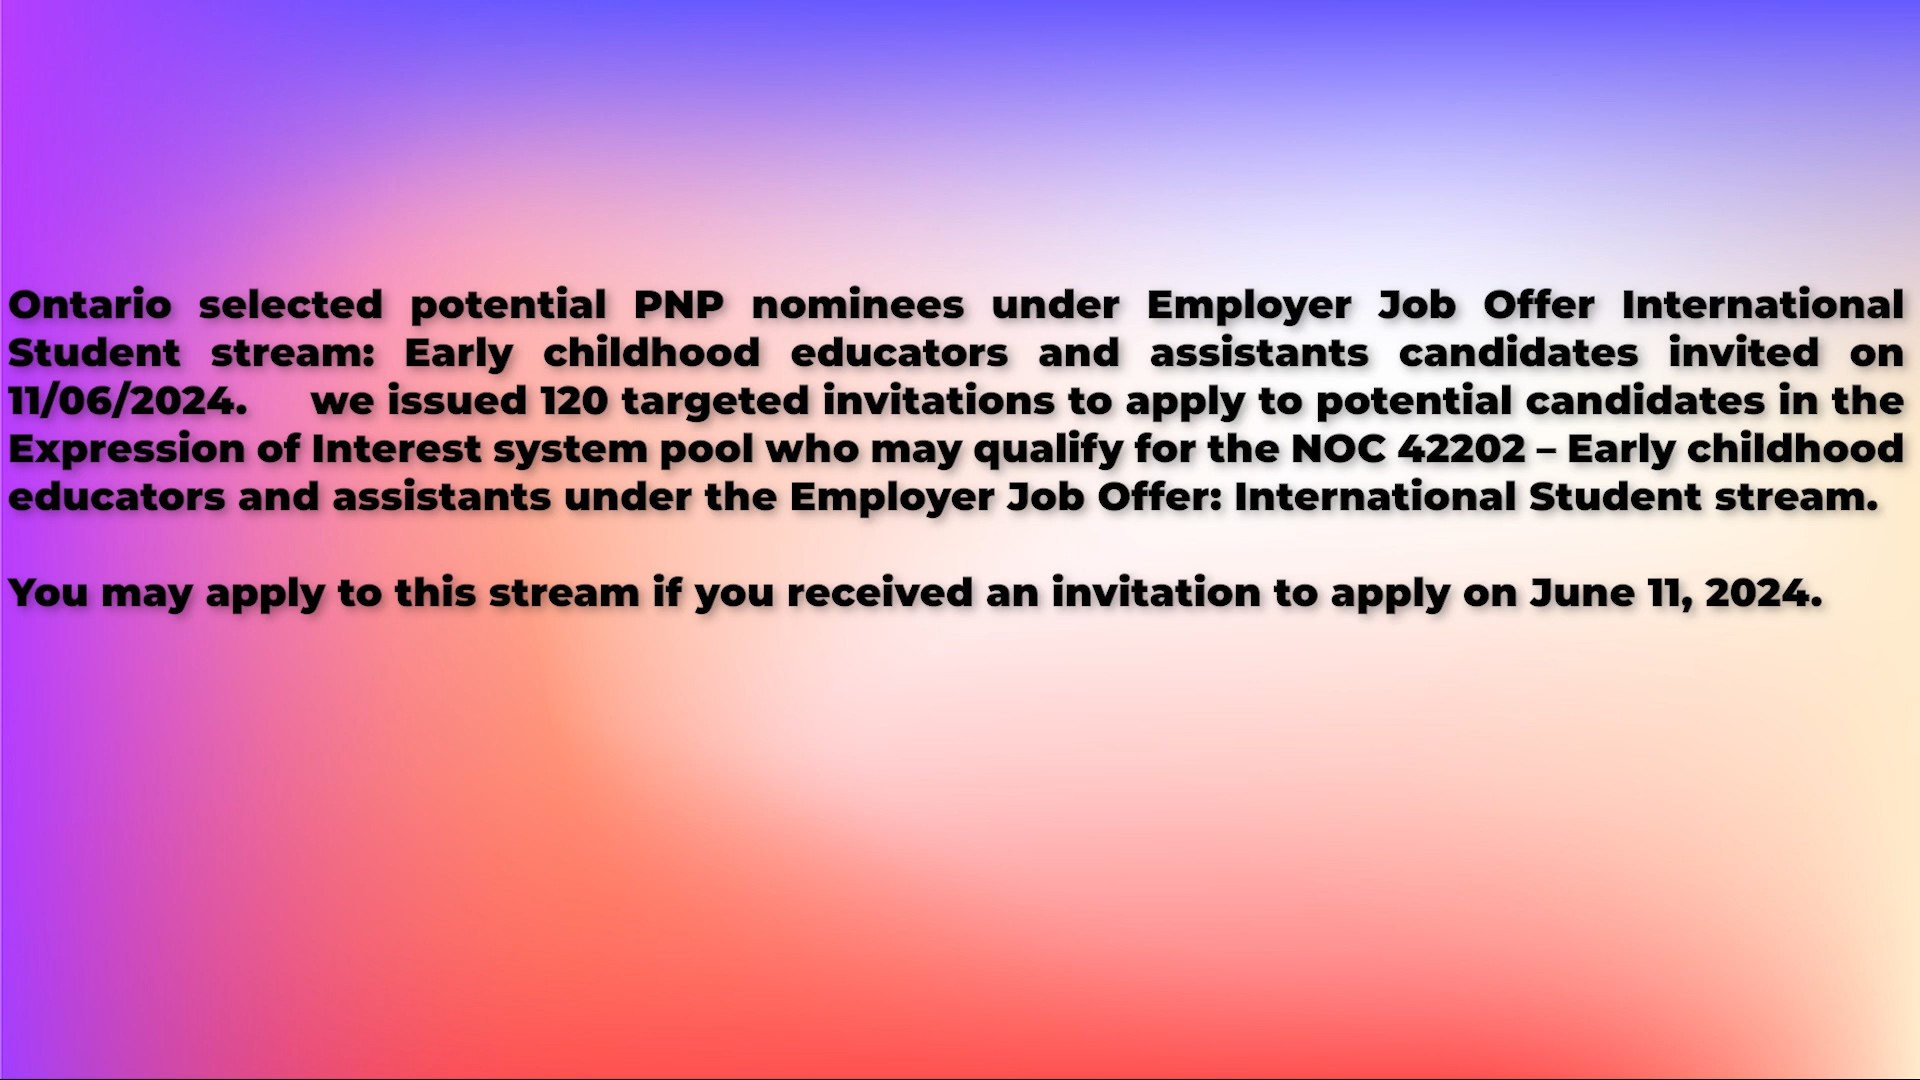 Ontario selected potential PNP nominees under Employer Job Offer International
Student stream: Early childhood educators and assistants candidates invited on
11/06/2024. we issued 120 targeted invitations to apply to potential candidates in the
Expression of Interest system pool who may qualify for the NOC 42202 – Early childhood
educators and assistants under the Employer Job Offer: International Student stream.
You may apply to this stream if you received an invitation to apply on June 11, 2024.